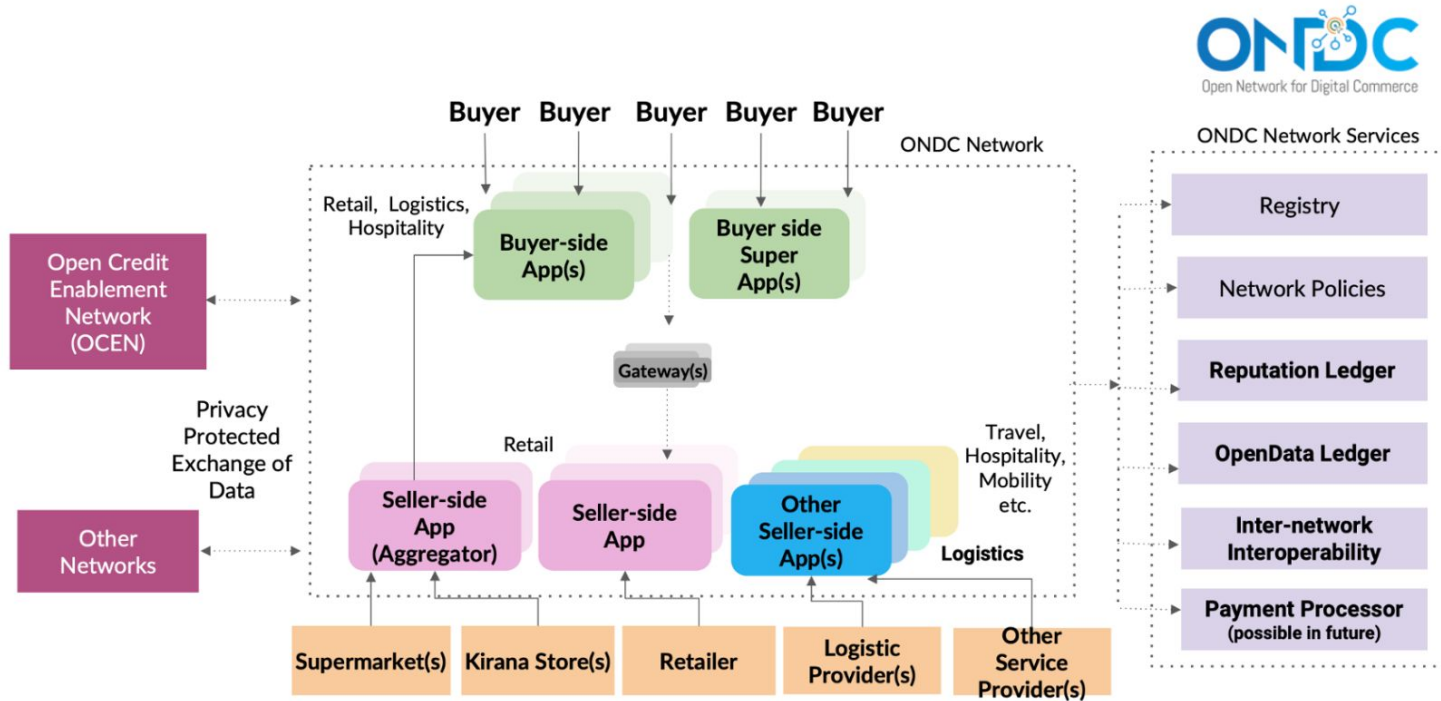 ONDC
Open Network for Digital Commerce
Buyer
Buyer
Buyer
Buyer
Buyer
ONDC Network
ONDC Network Services
Retail, Logistics,
Hospitality
Buyer-side
App(s)
Buyer side
Super
App(s)
Registry
Open Credit
Enablement
Network
(OCEN)
Network Policies
Gateway(s)
Reputation Ledger
Privacy
Protected
Exchange of
Data
Retail
Travel,
Hospitality,
Mobility
etc.
OpenData Ledger
Seller-side
App
(Aggregator)
Seller-side
App
Other
Seller-side
App(s)
Logistics
Other
Networks
Inter-network
Interoperability
Payment Processor
(possible in future)
Supermarket(s)
Kirana Store(s)
Retailer
Logistic
Provider(s)
Other
Service
Provider(s)